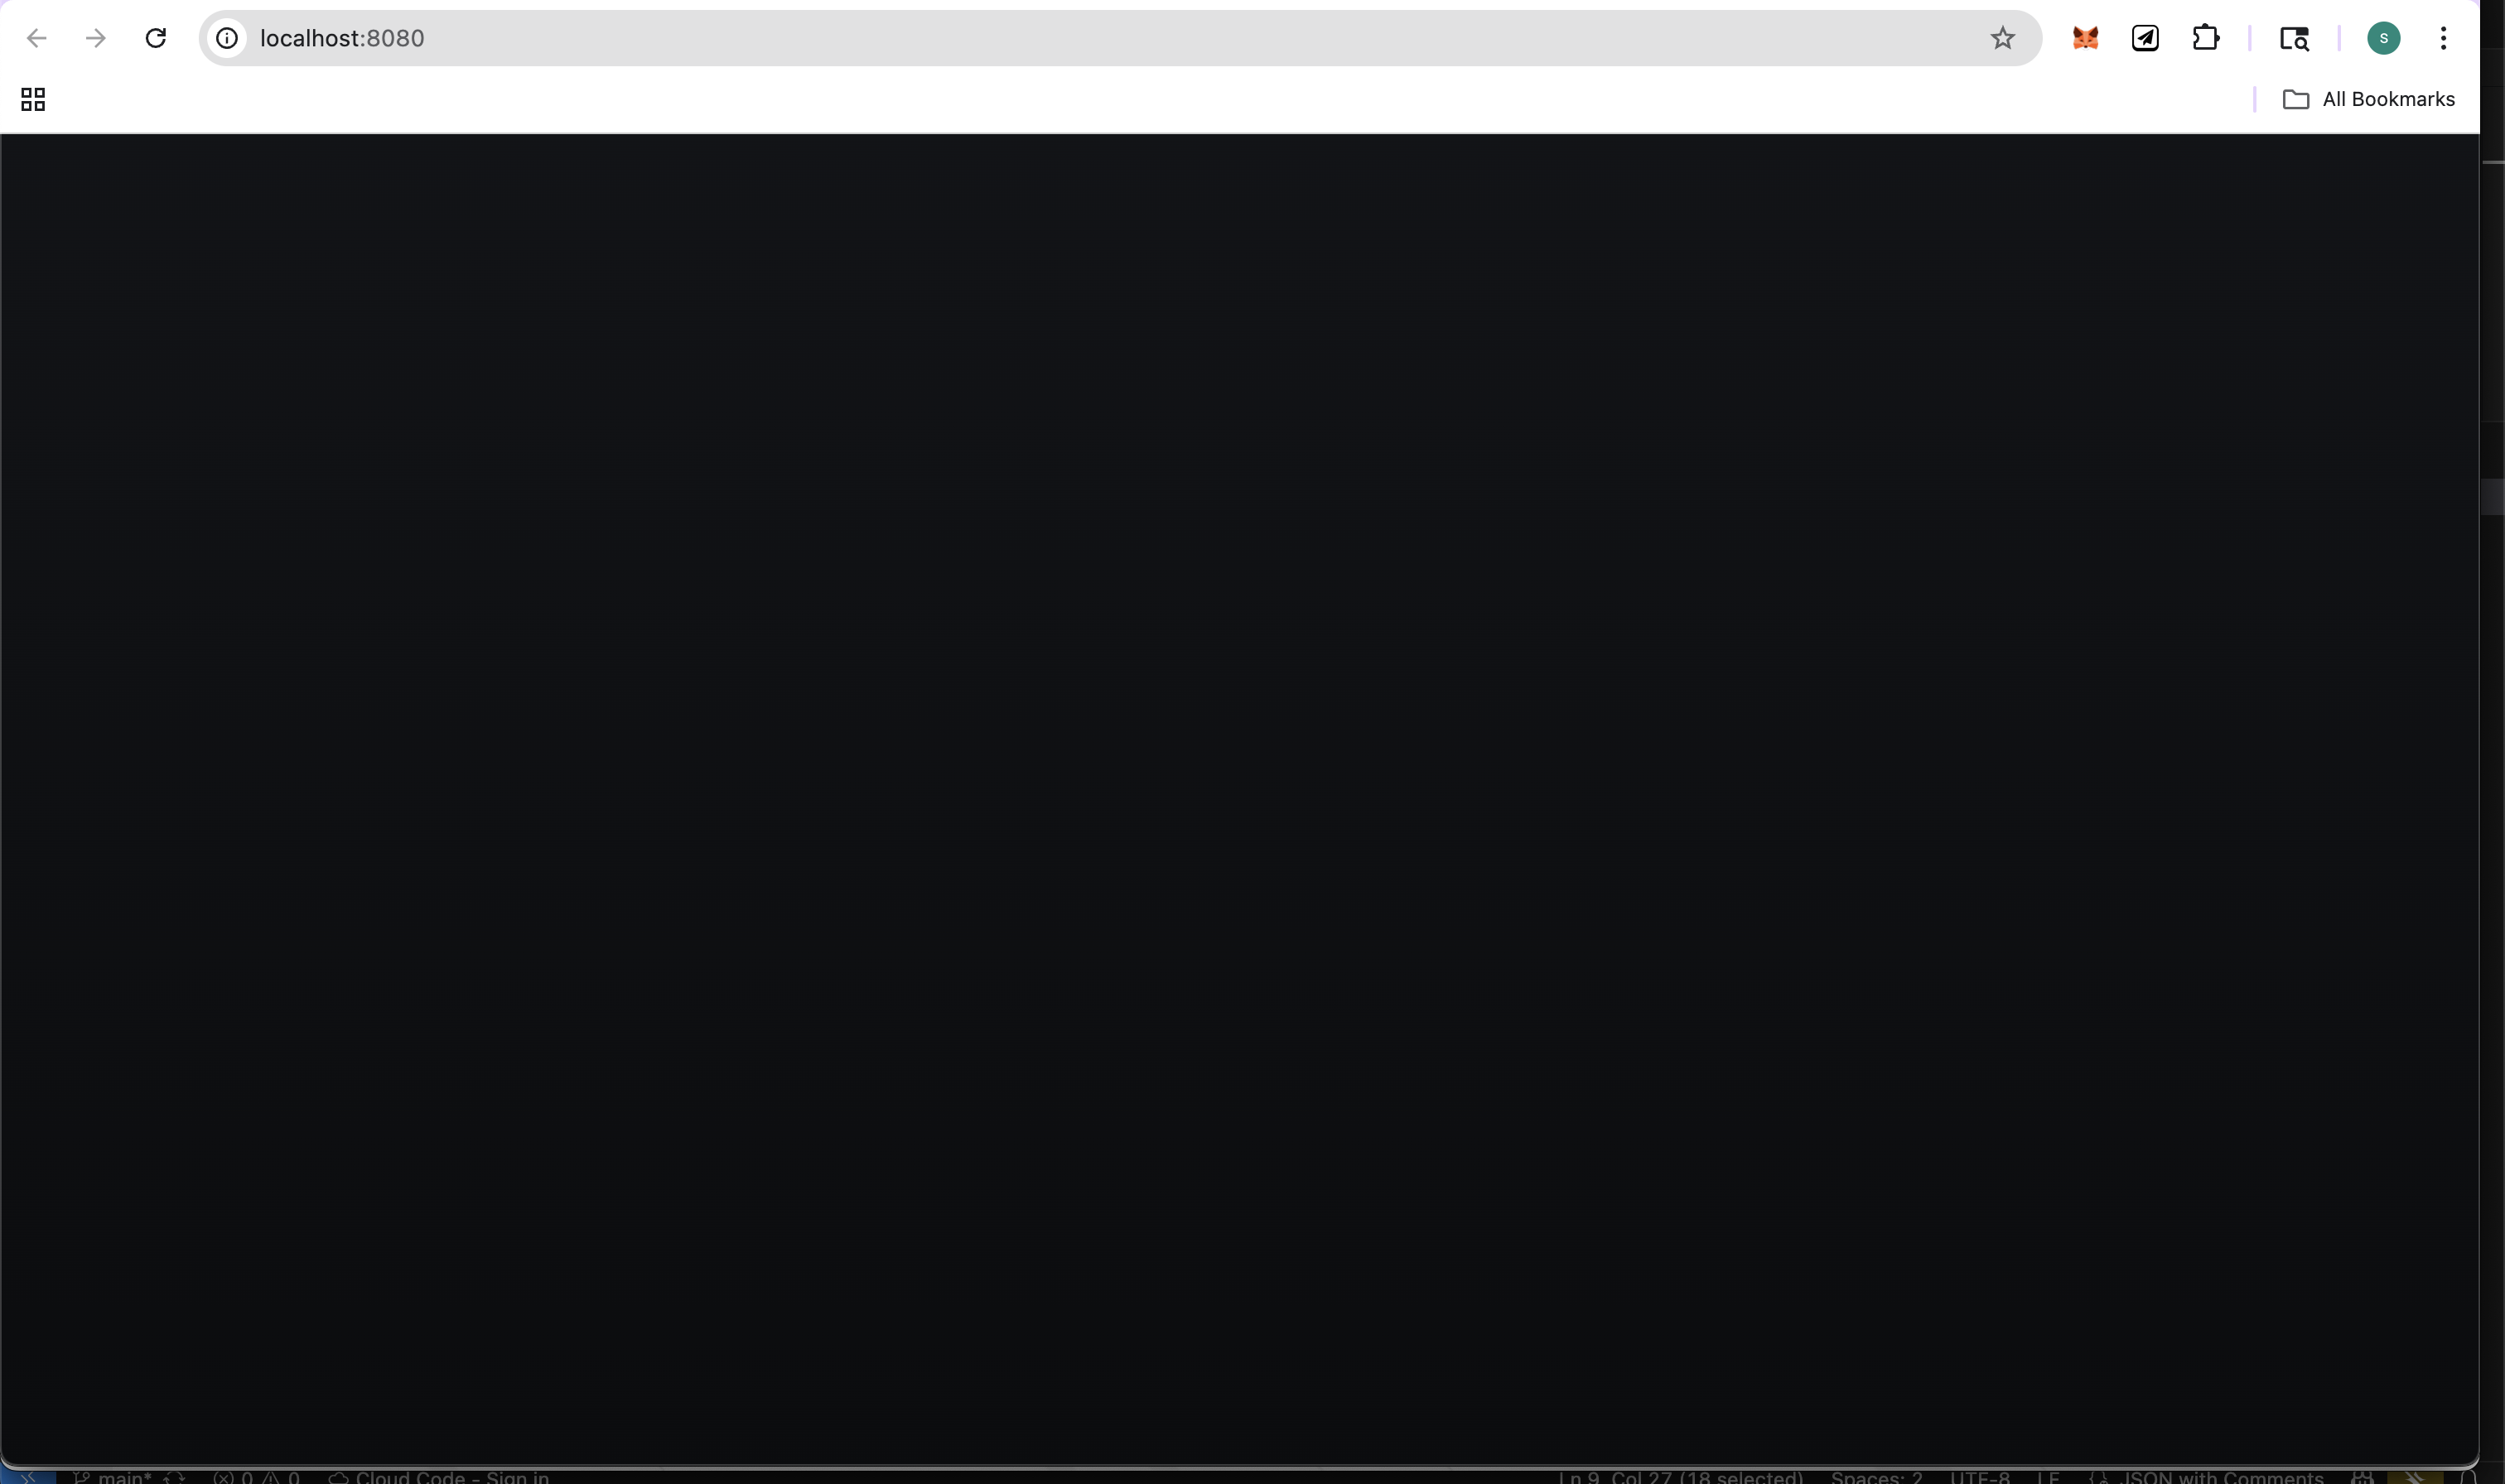 localhost:8080
S
All Bookmarks
main* 0 0 Cloud Code - Sign in Ln 9, Col 27 (18 selected) Spaces: 2 UTF-8 LF {} JSON with Comments